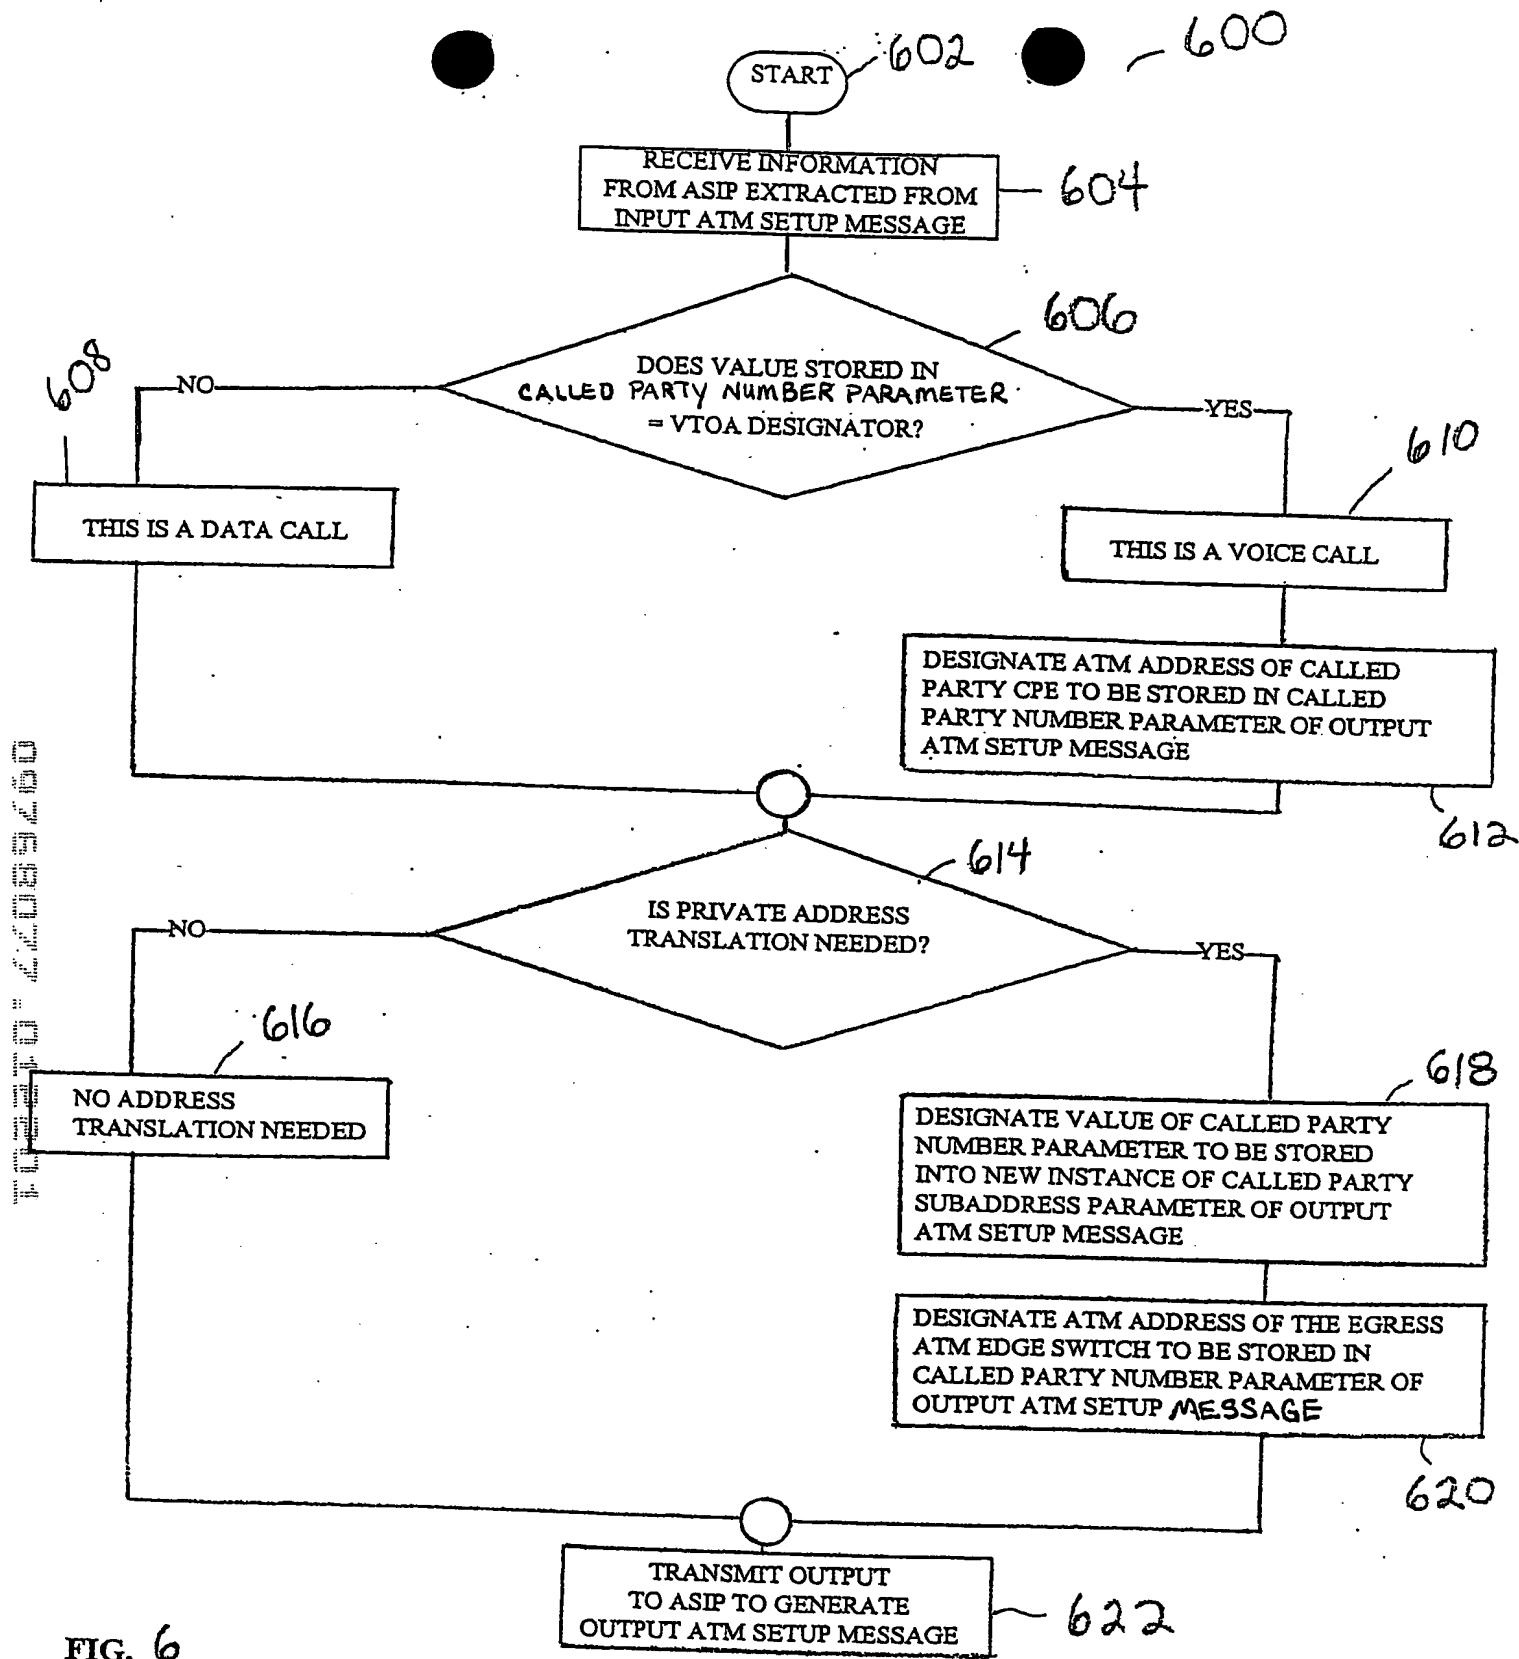 600
START
602
RECEIVE INFORMATION
FROM ASIP EXTRACTED FROM
INPUT ATM SETUP MESSAGE
604
606
DOES VALUE STORED IN
CALLED PARTY NUMBER PARAMETER
= VTOA DESIGNATOR?
NO
YES
608
610
THIS IS A DATA CALL
THIS IS A VOICE CALL
DESIGNATE ATM ADDRESS OF CALLED
PARTY CPE TO BE STORED IN CALLED
PARTY NUMBER PARAMETER OF OUTPUT
ATM SETUP MESSAGE
612
614
IS PRIVATE ADDRESS
TRANSLATION NEEDED?
NO
YES
616
NO ADDRESS
TRANSLATION NEEDED
618
DESIGNATE VALUE OF CALLED PARTY
NUMBER PARAMETER TO BE STORED
INTO NEW INSTANCE OF CALLED PARTY
SUBADDRESS PARAMETER OF OUTPUT
ATM SETUP MESSAGE
DESIGNATE ATM ADDRESS OF THE EGRESS
ATM EDGE SWITCH TO BE STORED IN
CALLED PARTY NUMBER PARAMETER OF
OUTPUT ATM SETUP MESSAGE
620
TRANSMIT OUTPUT
TO ASIP TO GENERATE
OUTPUT ATM SETUP MESSAGE
622
FIG. 6
09768077.012201